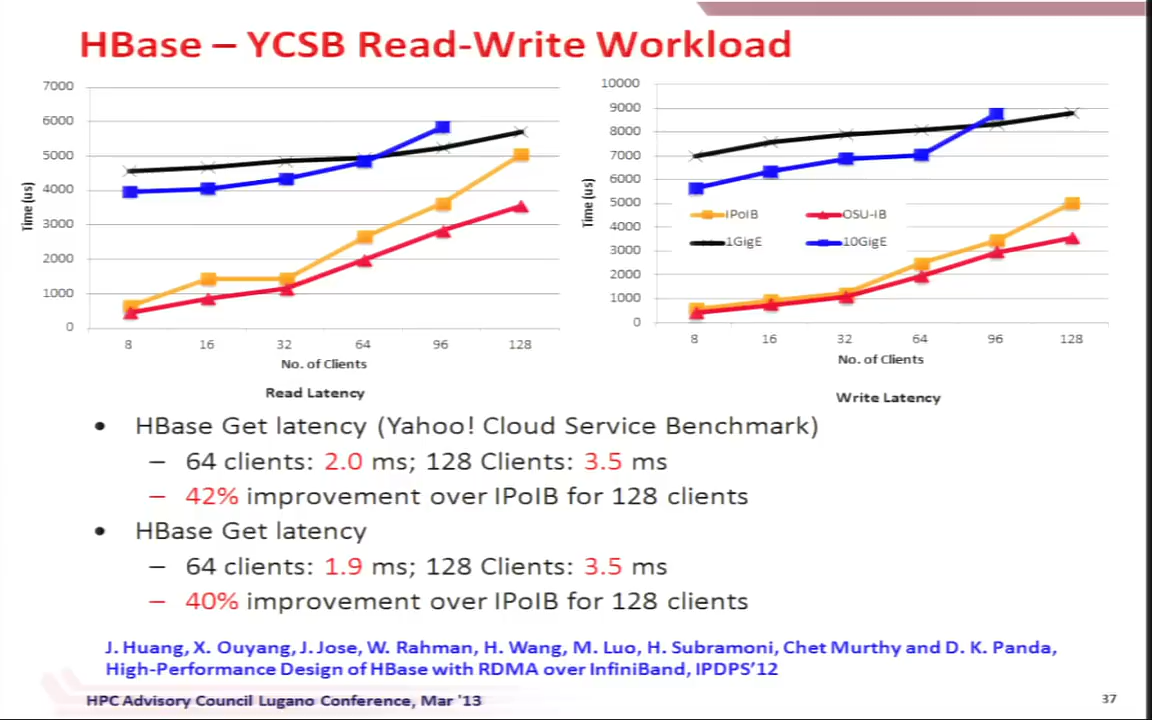 HBase – YCSB Read-Write Workload
7000
6000
5000
4000
3000
2000
1000
0
Time (us)
8 16 32 64 96 128
No. of Clients
Read Latency
10000
9000
8000
7000
6000
5000
4000
3000
2000
1000
0
Time (us)
IPoIB OSU-IB
1GigE 10GigE
8 16 32 64 96 128
No. of Clients
Write Latency
• HBase Get latency (Yahoo! Cloud Service Benchmark)
– 64 clients: 2.0 ms; 128 Clients: 3.5 ms
– 42% improvement over IPoIB for 128 clients
• HBase Get latency
– 64 clients: 1.9 ms; 128 Clients: 3.5 ms
– 40% improvement over IPoIB for 128 clients
J. Huang, X. Ouyang, J. Jose, W. Rahman, H. Wang, M. Luo, H. Subramoni, Chet Murthy and D. K. Panda,
High-Performance Design of HBase with RDMA over InfiniBand, IPDPS'12
HPC Advisory Council Lugano Conference, Mar '13
37